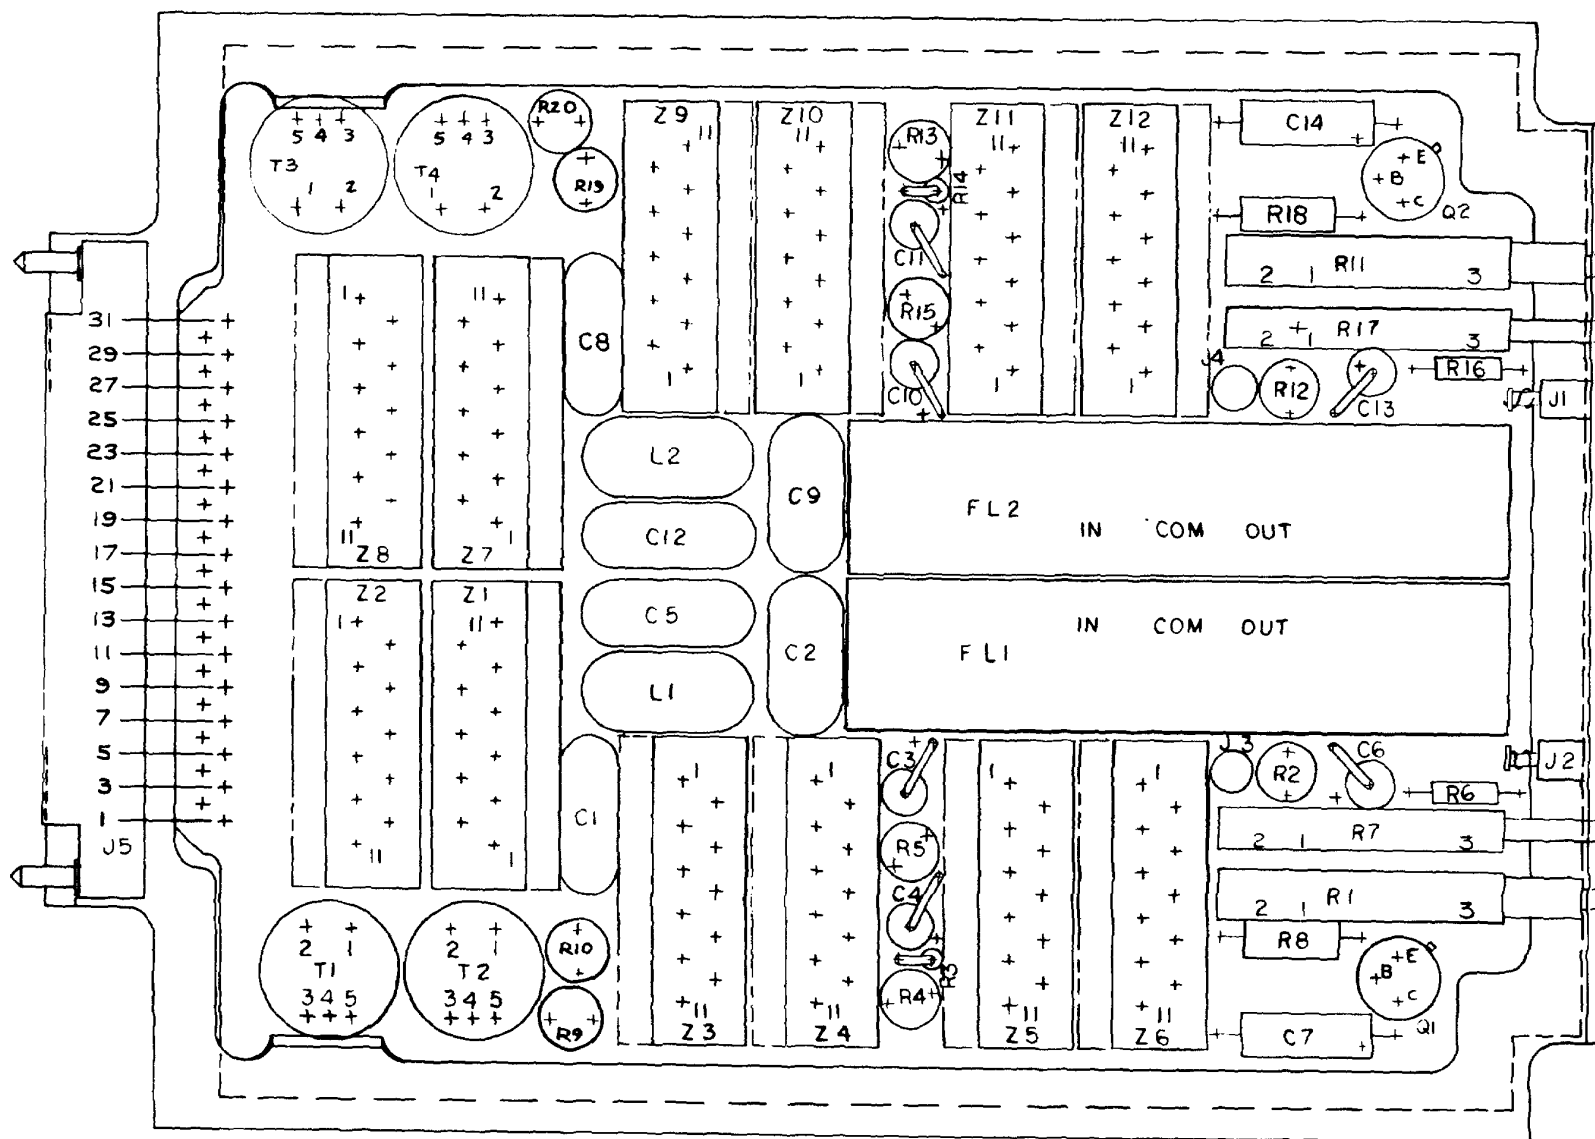 R20 Z9 Z10 Z11 Z12 C14
5 4 3 5 4 3 11 11 R13 11 11 E
T3 T4 R19 R14 B
1 2 1 2 C
R18 Q2
C11 R11
2 1 3
1 11 R15 R17
2 1 3
31 C8 J4 R16
29 1 1 1 1 R12 J1
27 C10 C13
25
23 L2
21 C9
19 FL2
C12 IN COM OUT
17 11 1
Z8 Z7
15 Z2 Z1
13 1 11 C5 IN COM OUT
11 C2 FL1
9 L1
7
5 C3 J3 C6 J2
3 1 1 1 1 R2 R6
1 C1 R7
J5 11 1 R5 2 1 3
C4 R1
2 1 3
2 1 2 1 R10 R8
T1 T2 R3 E
3 4 5 3 4 5 R4 B
C
R9 11 11 11 11 Q1
Z3 Z4 Z5 Z6 C7